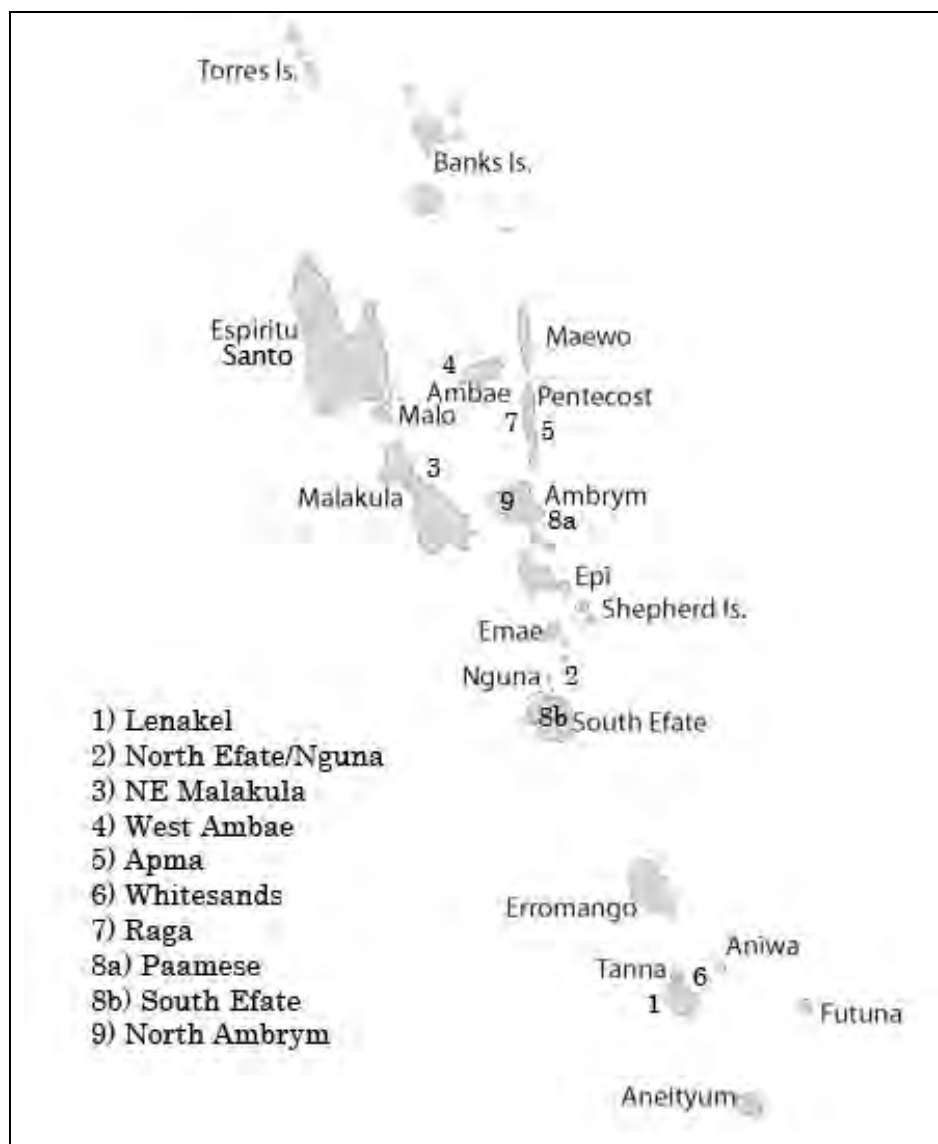 Torres Is.
Banks Is.
Espiritu
Santo
Maewo
4
Ambae
Pentecost
Malo
7
5
3
Malakula
9
Ambrym
8a
Epi
Shepherd Is.
Emae
Nguna
2
8b
South Efate
1) Lenakel
2) North Efate/Nguna
3) NE Malakula
4) West Ambae
5) Apma
6) Whitesands
7) Raga
8a) Paamese
8b) South Efate
9) North Ambrym
Erromango
Aniwa
Tanna
6
1
Futuna
Aneityum